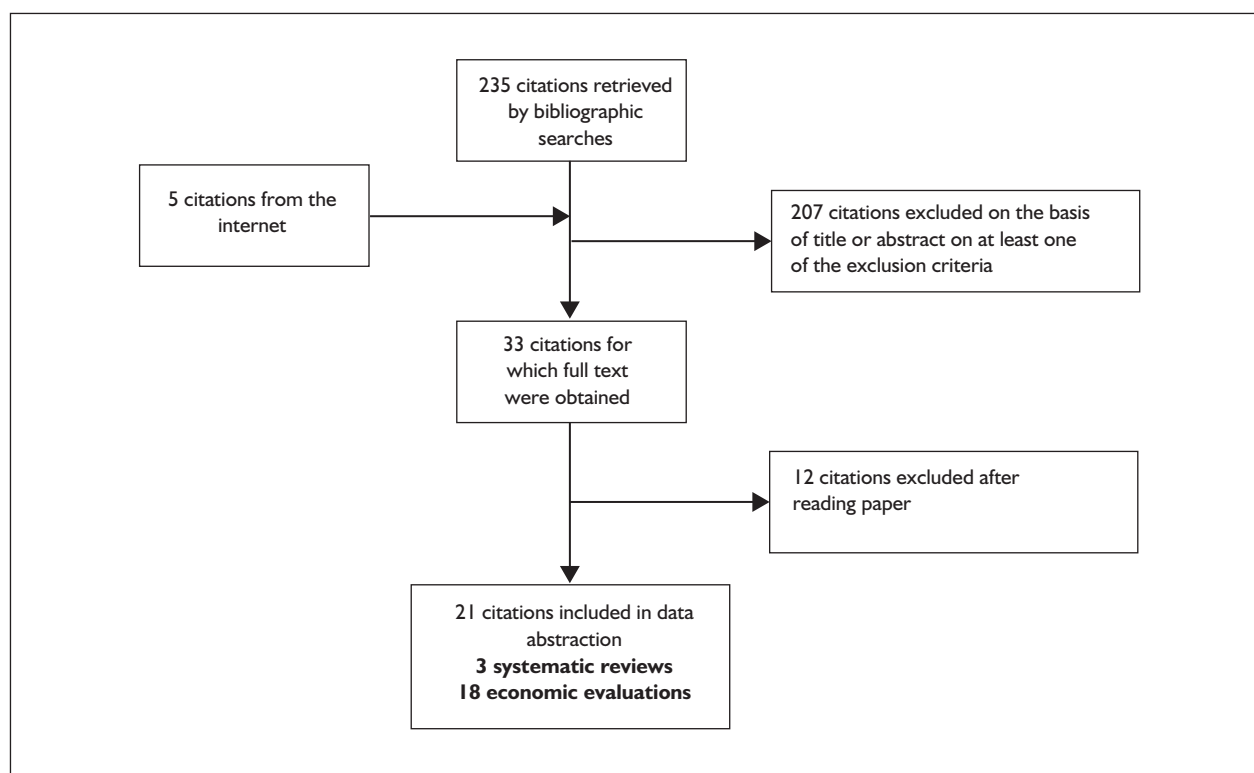 235 citations retrieved
by bibliographic
searches
5 citations from the
internet
207 citations excluded on the basis
of title or abstract on at least one
of the exclusion criteria
33 citations for
which full text
were obtained
12 citations excluded after
reading paper
21 citations included in data
abstraction
3 systematic reviews
18 economic evaluations